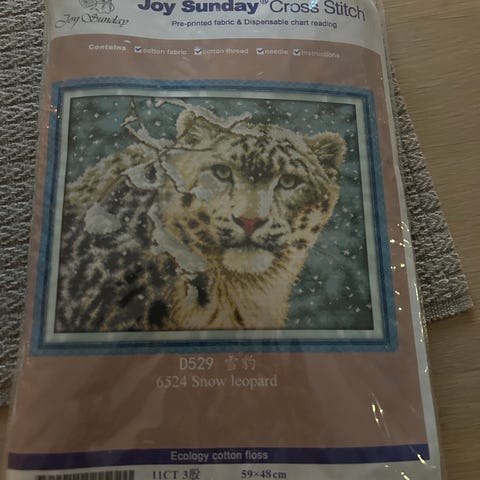 Joy Sunday
Joy Sunday® Cross Stitch
Pre-printed fabric & Dispensable chart reading
Contains cotton fabric cotton thread needle instructions
D529 雪豹
6524 Snow leopard
Ecology cotton floss
11CT 3股 59×48cm